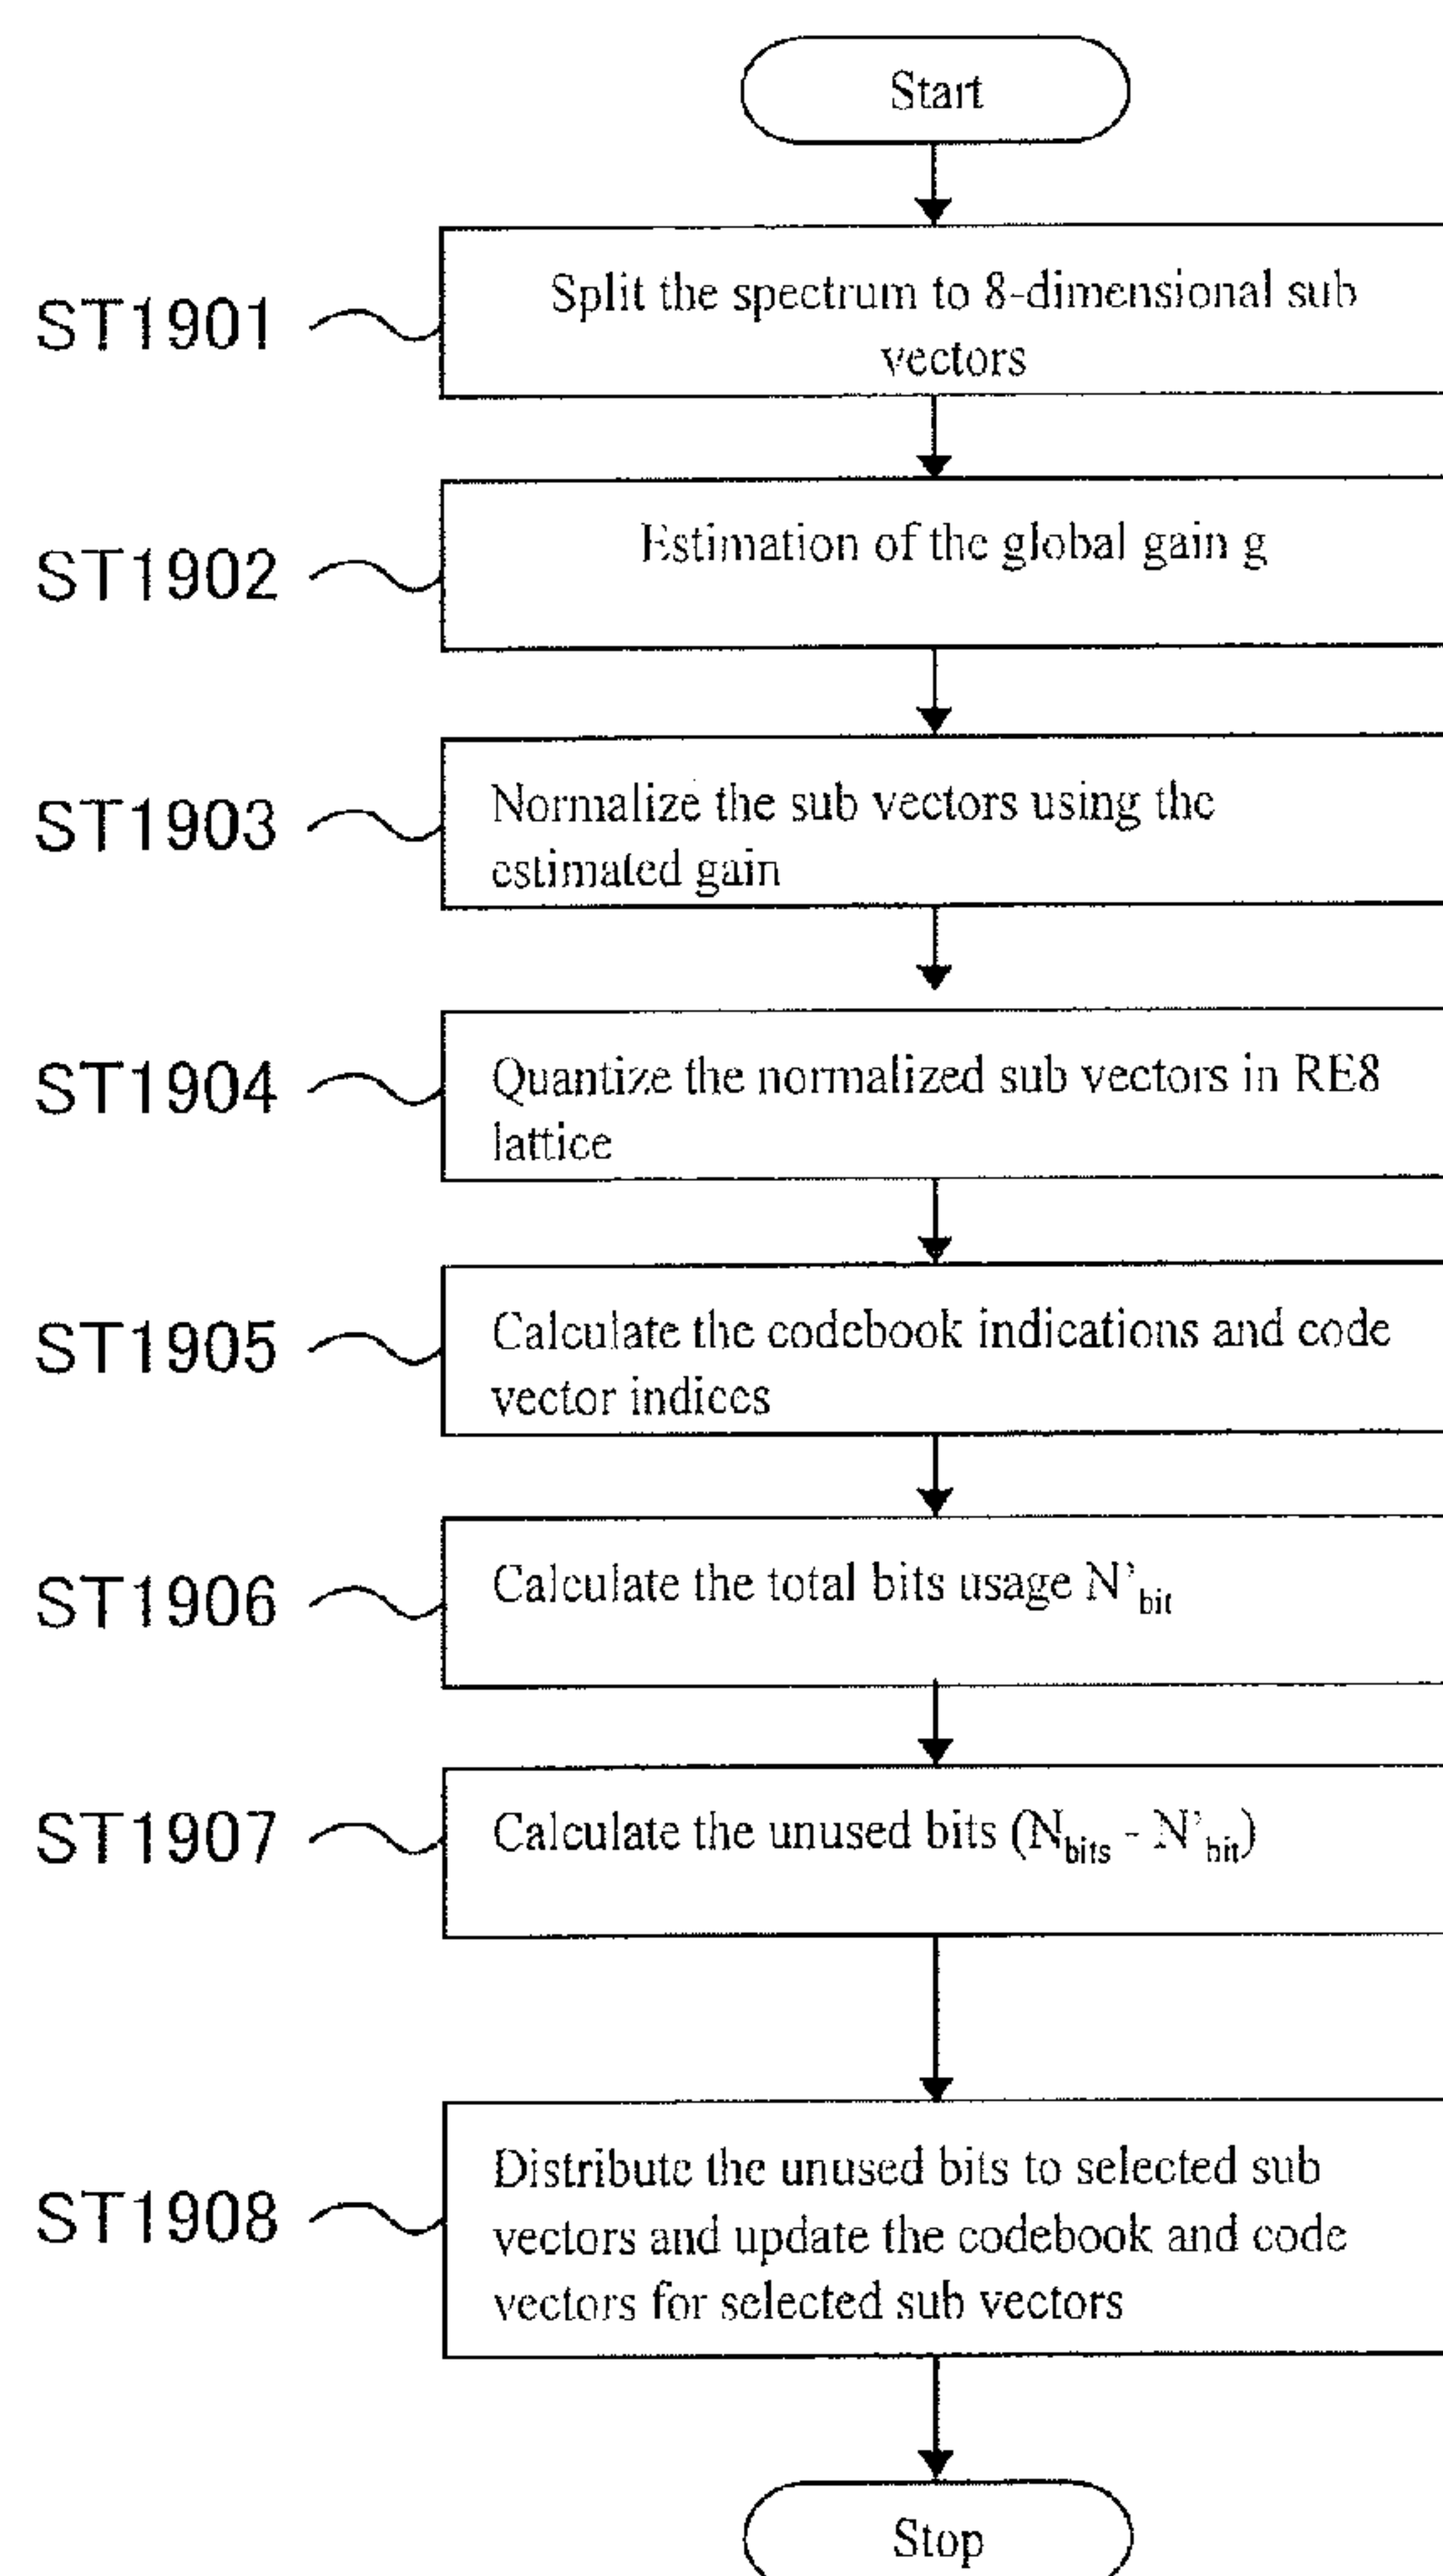 Start
ST1901
Split the spectrum to 8-dimensional sub
vectors
ST1902
Estimation of the global gain g
ST1903
Normalize the sub vectors using the
estimated gain
ST1904
Quantize the normalized sub vectors in RE8
lattice
ST1905
Calculate the codebook indications and code
vector indices
ST1906
Calculate the total bits usage N'bit
ST1907
Calculate the unused bits (Nbits - N'bit)
ST1908
Distribute the unused bits to selected sub
vectors and update the codebook and code
vectors for selected sub vectors
Stop